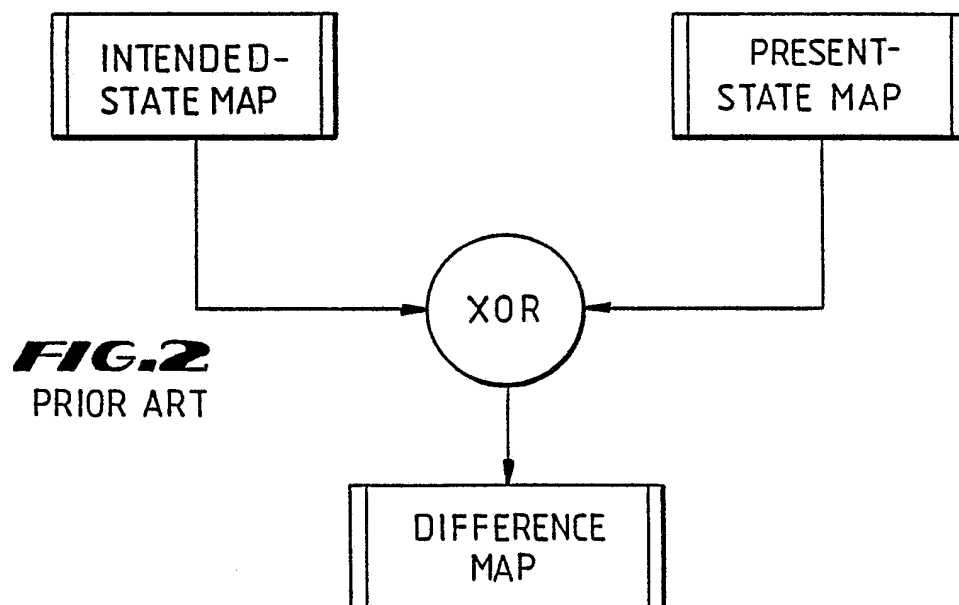 INTENDED-
STATE MAP
PRESENT-
STATE MAP
XOR
FIG.2
PRIOR ART
DIFFERENCE
MAP